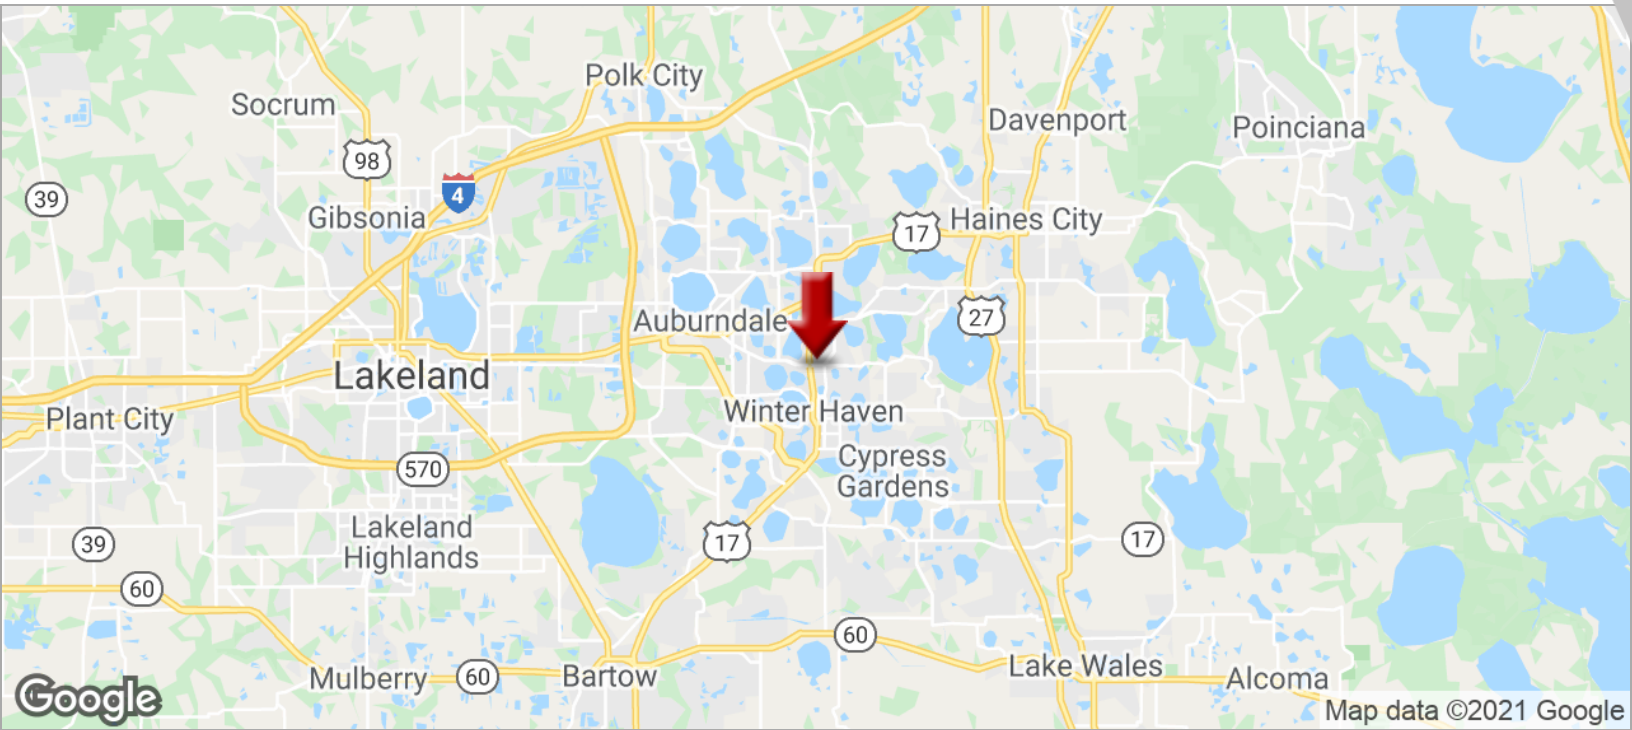 Polk City
Socrum
Davenport
Poinciana
98
4
39
Gibsonia
17
Haines City
27
Auburndale
Lakeland
Plant City
Winter Haven
Cypress
Gardens
570
Lakeland
Highlands
39
17
17
60
60
Mulberry
60
Bartow
Lake Wales
Alcoma
Google
Map data ©2021 Google